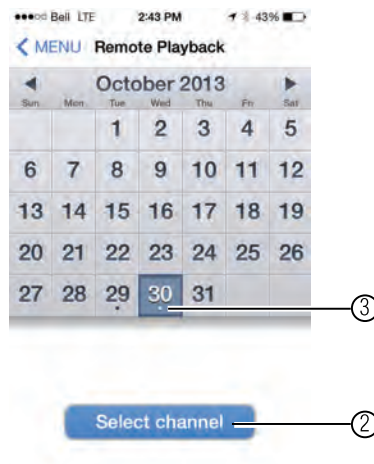 Bell LTE 2:43 PM 43%
MENU Remote Playback
October 2013
Sun Mon Tue Wed Thu Fri Sat
1 2 3 4 5
6 7 8 9 10 11 12
13 14 15 16 17 18 19
20 21 22 23 24 25 26
27 28 29 30 31
③
Select channel ②